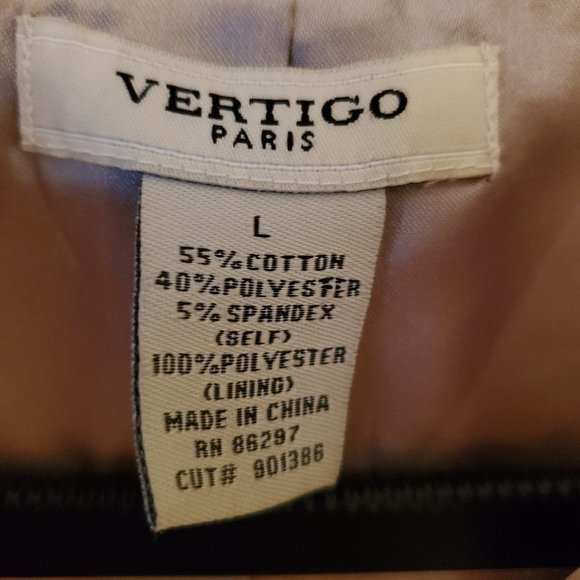 VERTIGO
PARIS
L
55% COTTON
40% POLYESTER
5% SPANDEX
(SELF)
100% POLYESTER
(LINING)
MADE IN CHINA
RN 86297
CUT# 901386